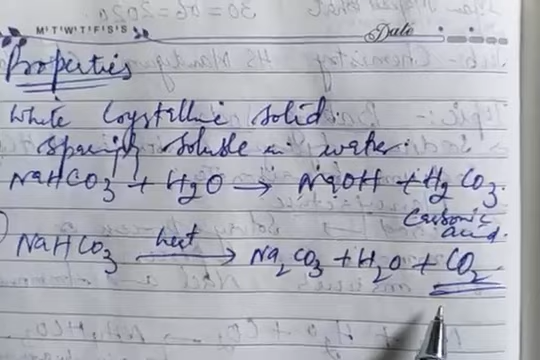 M T W T F S S
Date
Properties
White Crystalline Solid.
Sparingly Soluble in water.
NaHCO3 + H2O → NaOH + H2CO3.
Carbonic
acid.
NaHCO3 heat → Na2CO3 + H2O + CO2